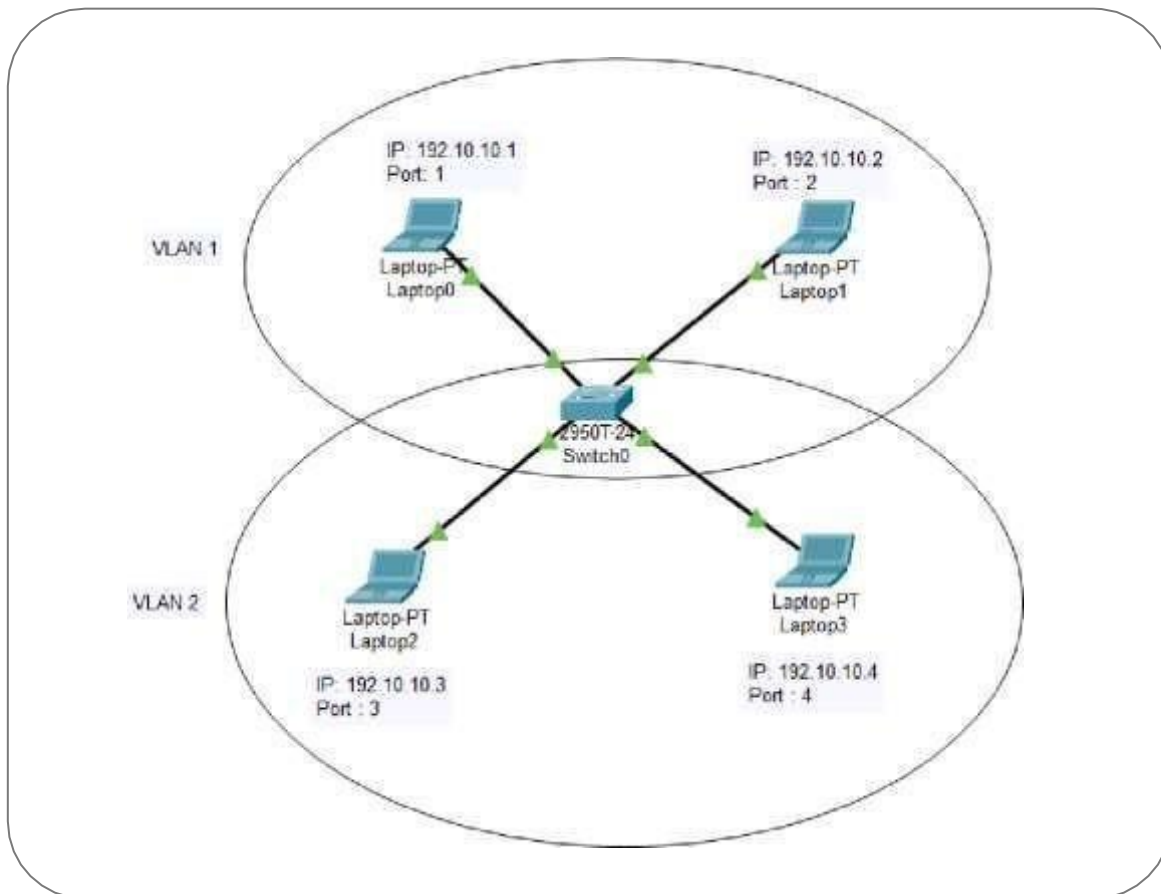 IP: 192.10.10.1
Port: 1
IP: 192.10.10.2
Port : 2
VLAN 1
Laptop-PT
Laptop0
Laptop-PT
Laptop1
2950T-24
Switch0
VLAN 2
Laptop-PT
Laptop2
Laptop-PT
Laptop3
IP: 192.10.10.3
Port : 3
IP: 192.10.10.4
Port : 4